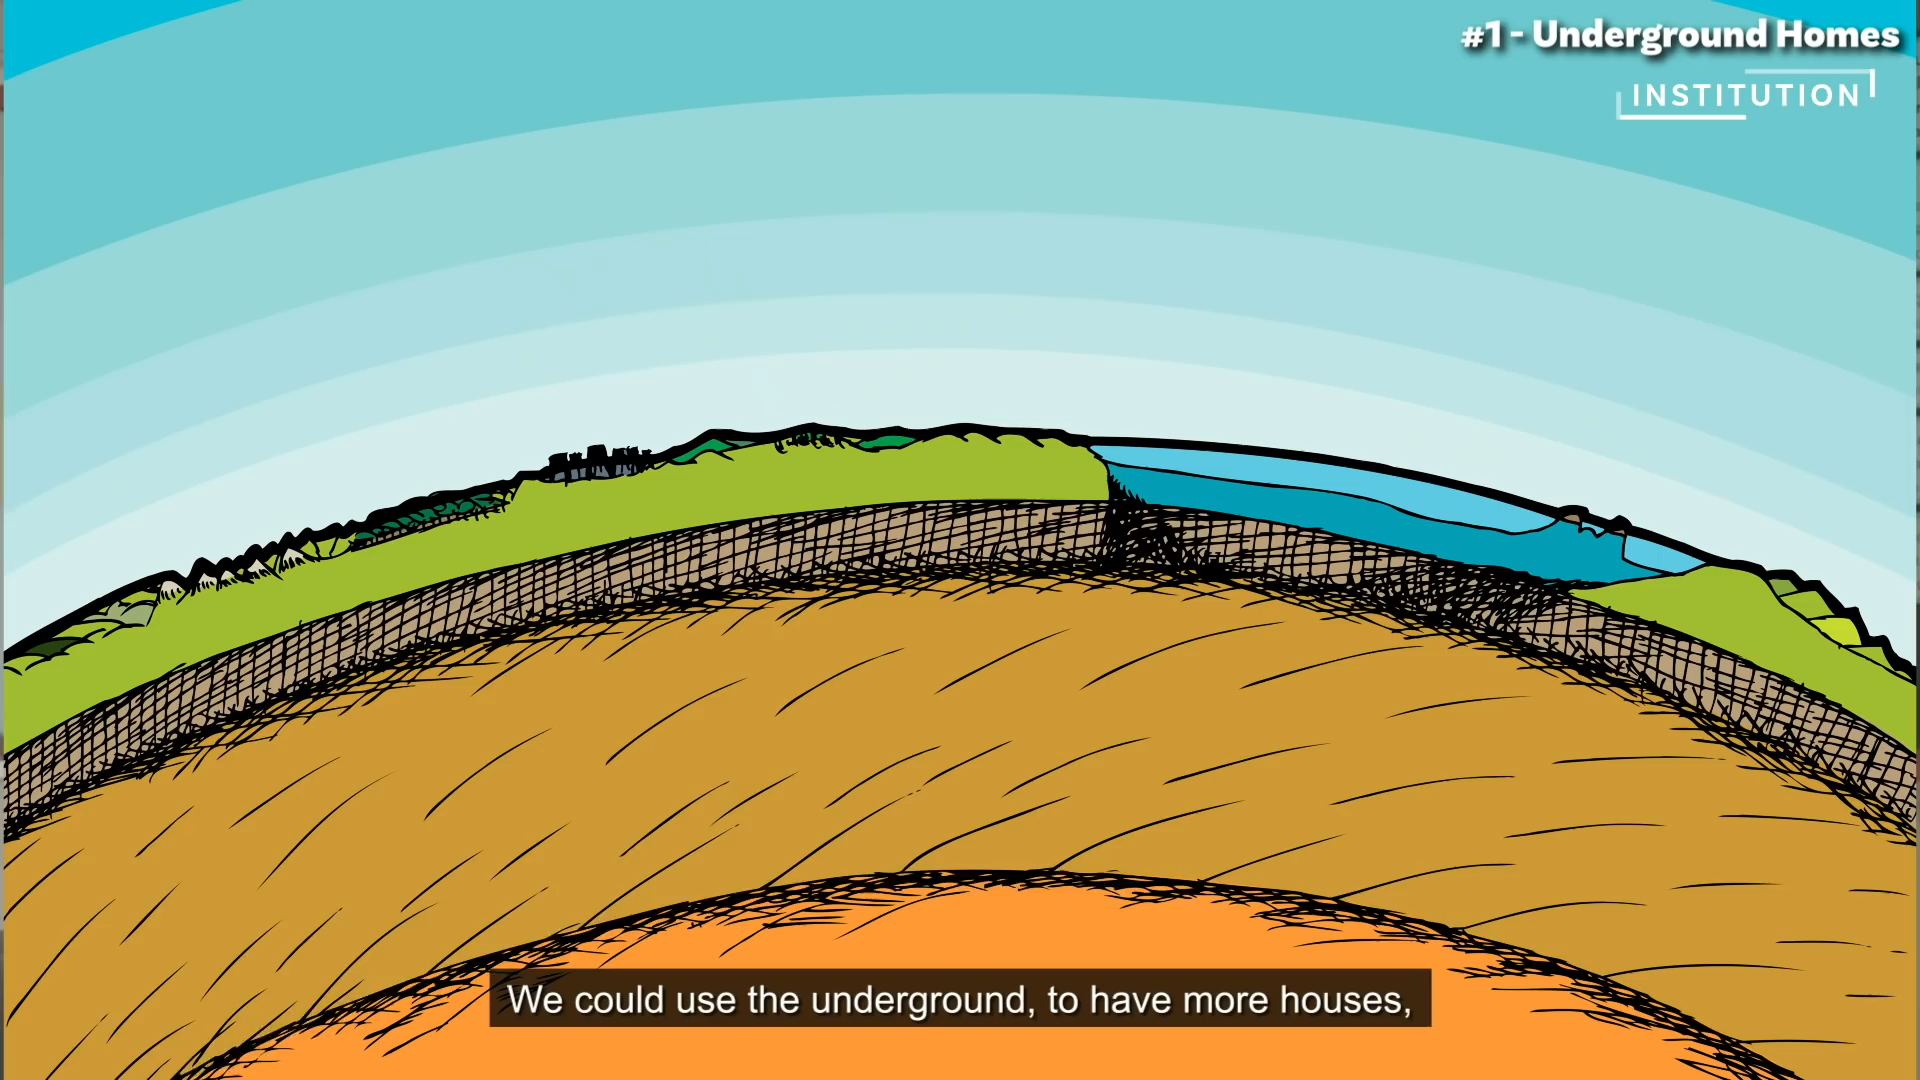 #1 - Underground Homes
INSTITUTION
We could use the underground, to have more houses,